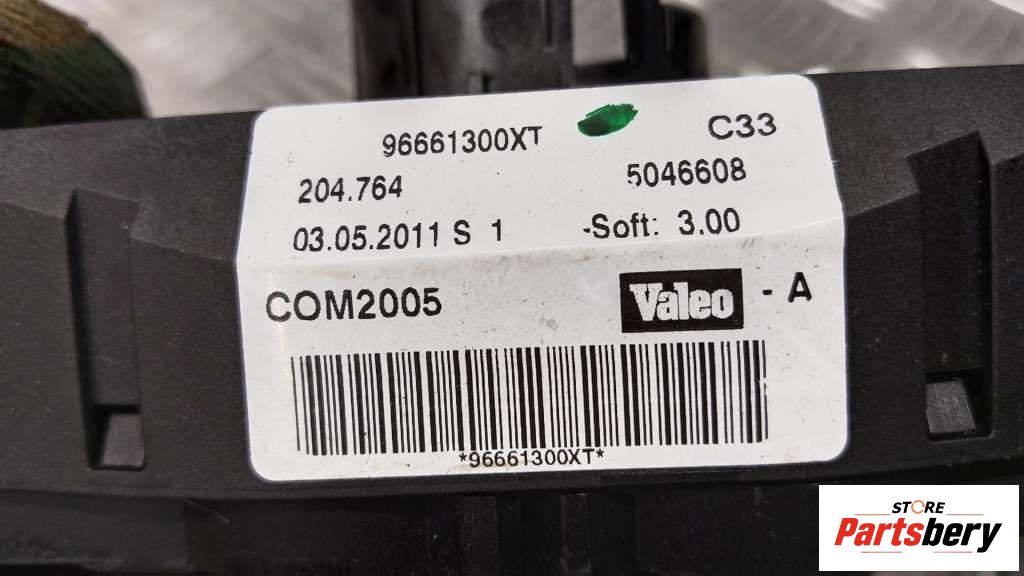 96661300XT C33
204.764 5046608
03.05.2011 S 1 -Soft: 3.00
COM2005 Valeo - A
*96661300XT*
STORE
Partsbery